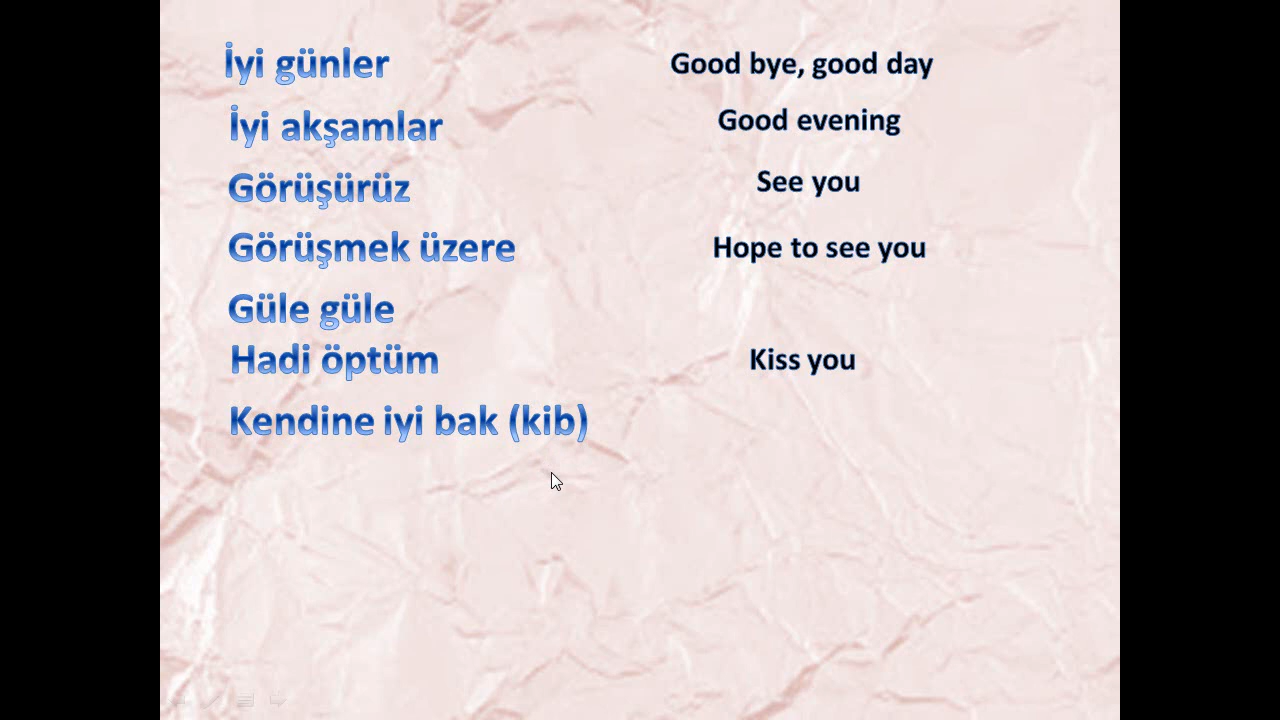 İyi günler Good bye, good day
İyi akşamlar Good evening
Görüşürüz See you
Görüşmek üzere Hope to see you
Güle güle
Hadi öptüm Kiss you
Kendine iyi bak (kib)